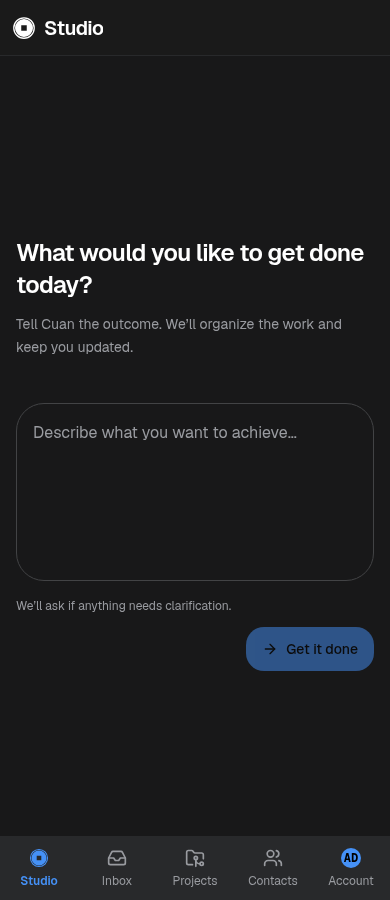 Studio
What would you like to get done
today?
Tell Cuan the outcome. We’ll organize the work and
keep you updated.
Describe what you want to achieve…
We’ll ask if anything needs clarification.
Get it done
AD
Studio
Inbox
Projects
Contacts
Account